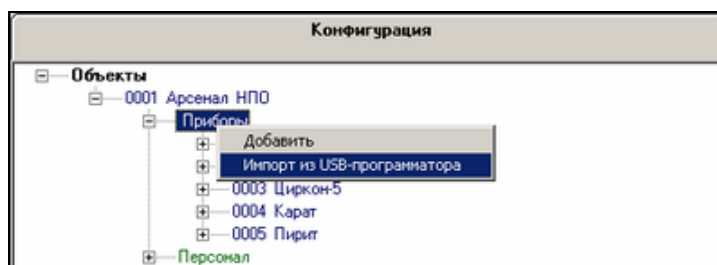 Конфигурация
Объекты
0001 Арсенал НПО
Приборы
Добавить
Импорт из USB-программатора
0003 Циркон-5
0004 Карат
0005 Пирит
Персонал